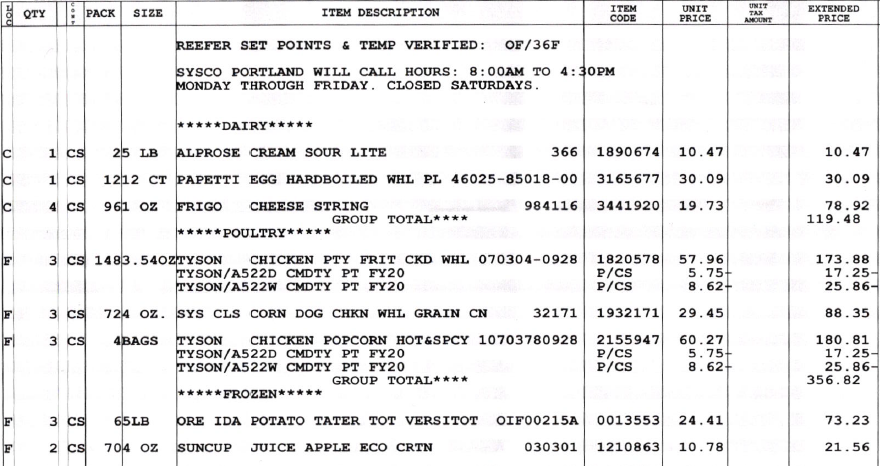 LOC QTY CONV PACK SIZE ITEM DESCRIPTION ITEM CODE UNIT PRICE UNIT TAX AMOUNT EXTENDED PRICE
REEFER SET POINTS & TEMP VERIFIED: OF/36F
SYSCO PORTLAND WILL CALL HOURS: 8:00AM TO 4:30PM
MONDAY THROUGH FRIDAY. CLOSED SATURDAYS.
*****DAIRY*****
C 1 CS 2 5 LB ALPROSE CREAM SOUR LITE 366 1890674 10.47 10.47
C 1 CS 12 12 CT PAPETTI EGG HARDBOILED WHL PL 46025-85018-00 3165677 30.09 30.09
C 4 CS 96 1 OZ FRIGO CHEESE STRING 984116 3441920 19.73 78.92
GROUP TOTAL**** 119.48
*****POULTRY*****
F 3 CS 148 3.54OZ TYSON CHICKEN PTY FRIT CKD WHL 070304-0928 1820578 57.96 173.88
TYSON/A522D CMDTY PT FY20 P/CS 5.75- 17.25-
TYSON/A522W CMDTY PT FY20 P/CS 8.62- 25.86-
F 3 CS 72 4 OZ. SYS CLS CORN DOG CHKN WHL GRAIN CN 32171 1932171 29.45 88.35
F 3 CS 4 BAGS TYSON CHICKEN POPCORN HOT&SPCY 10703780928 2155947 60.27 180.81
TYSON/A522D CMDTY PT FY20 P/CS 5.75- 17.25-
TYSON/A522W CMDTY PT FY20 P/CS 8.62- 25.86-
GROUP TOTAL**** 356.82
*****FROZEN*****
F 3 CS 6 5LB ORE IDA POTATO TATER TOT VERSITOT OIF00215A 0013553 24.41 73.23
F 2 CS 70 4 OZ SUNCUP JUICE APPLE ECO CRTN 030301 1210863 10.78 21.56